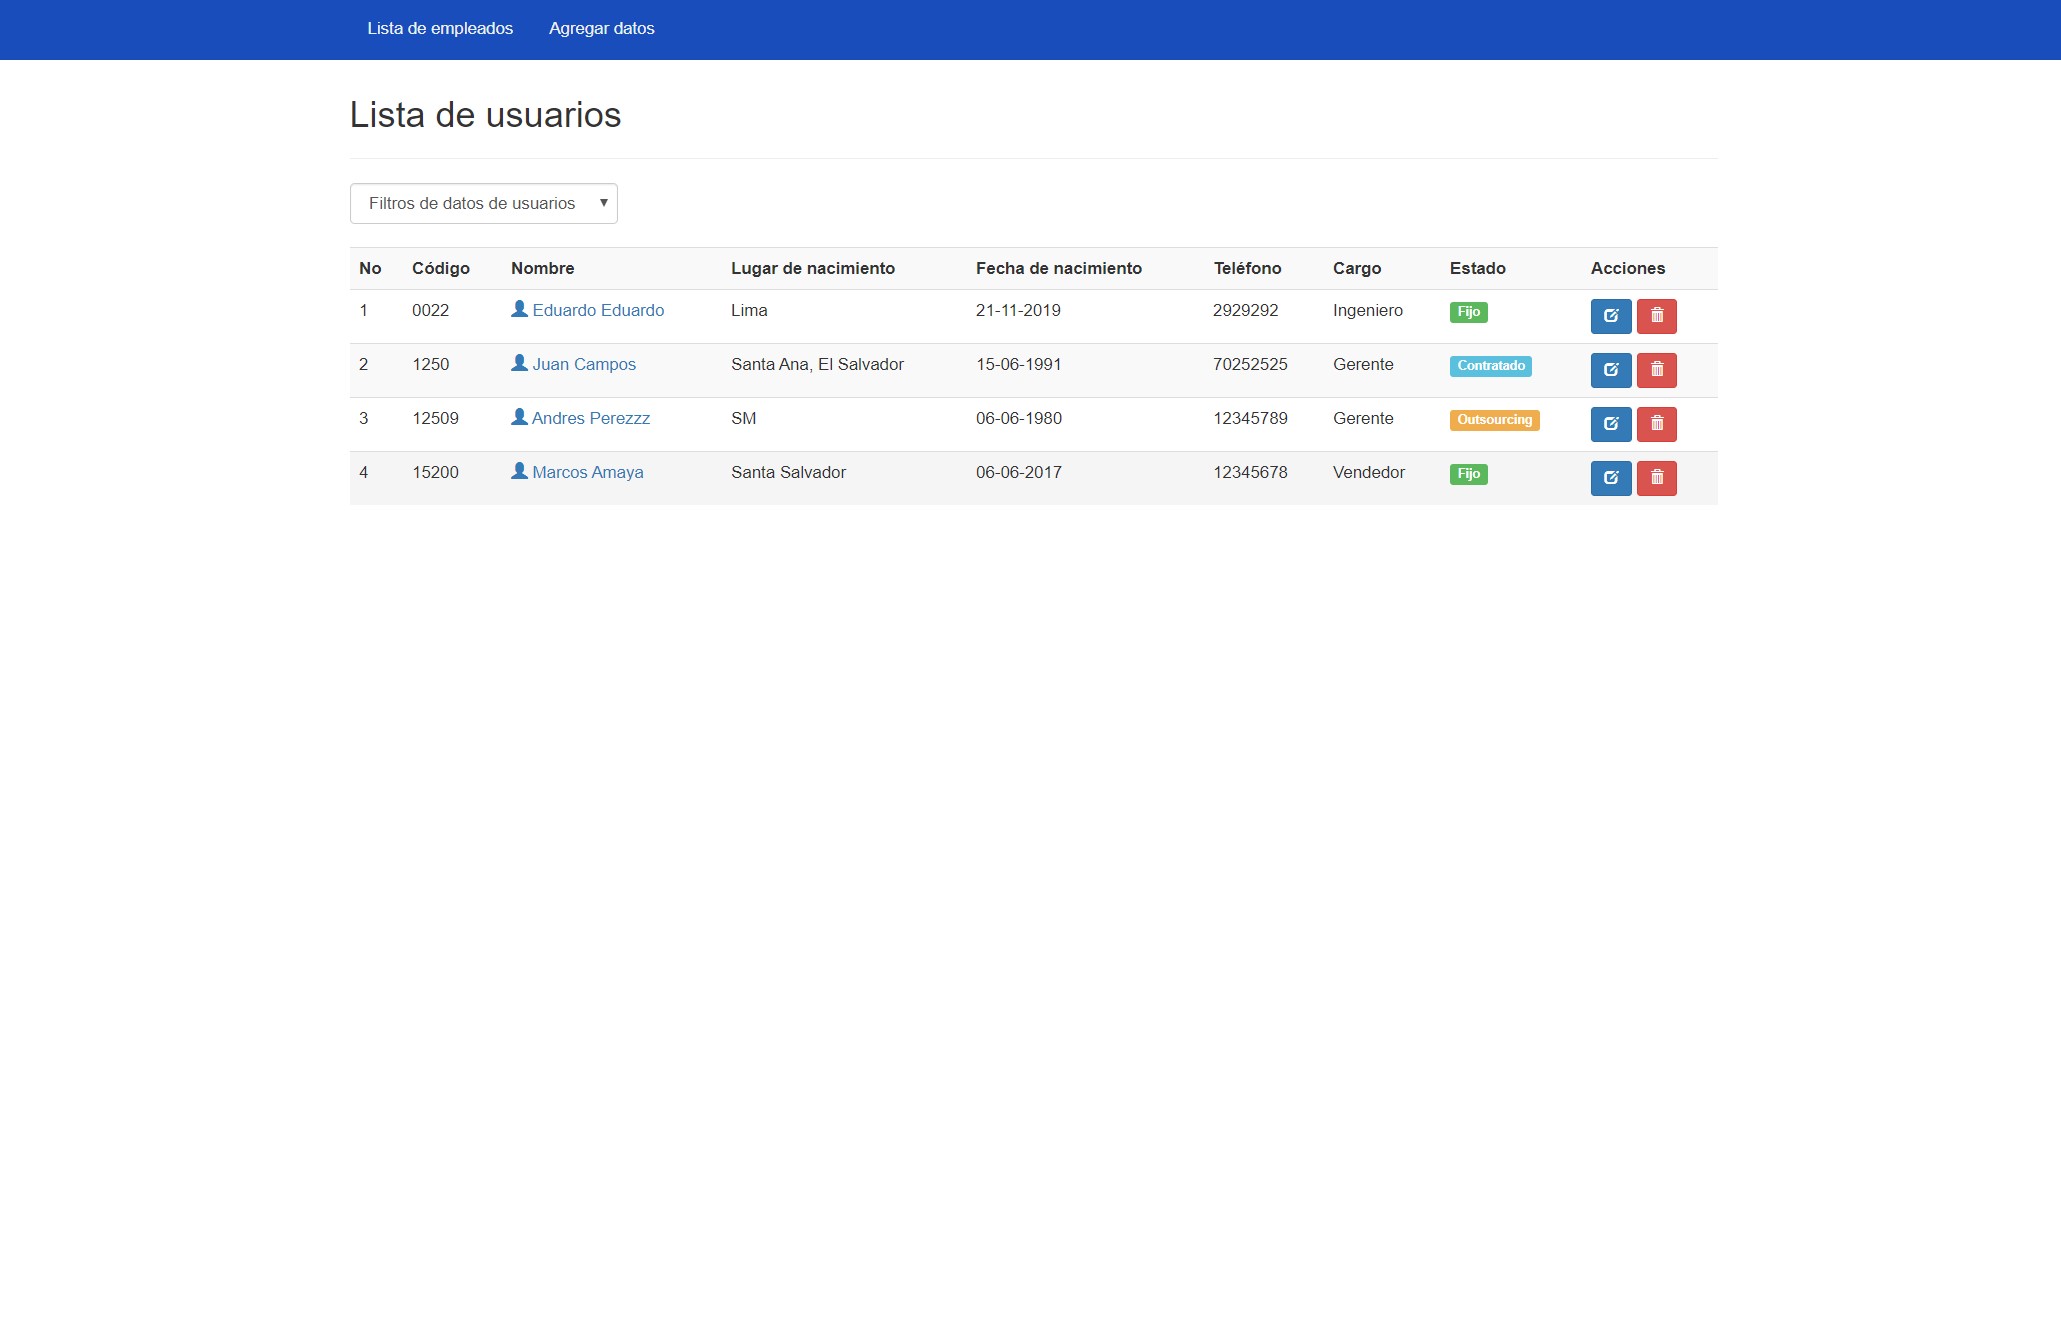 Lista de empleados Agregar datos
Lista de usuarios
Filtros de datos de usuarios
No Código Nombre Lugar de nacimiento Fecha de nacimiento Teléfono Cargo Estado Acciones
1 0022 Eduardo Eduardo Lima 21-11-2019 2929292 Ingeniero Fijo
2 1250 Juan Campos Santa Ana, El Salvador 15-06-1991 70252525 Gerente Contratado
3 12509 Andres Perezzz SM 06-06-1980 12345789 Gerente Outsourcing
4 15200 Marcos Amaya Santa Salvador 06-06-2017 12345678 Vendedor Fijo